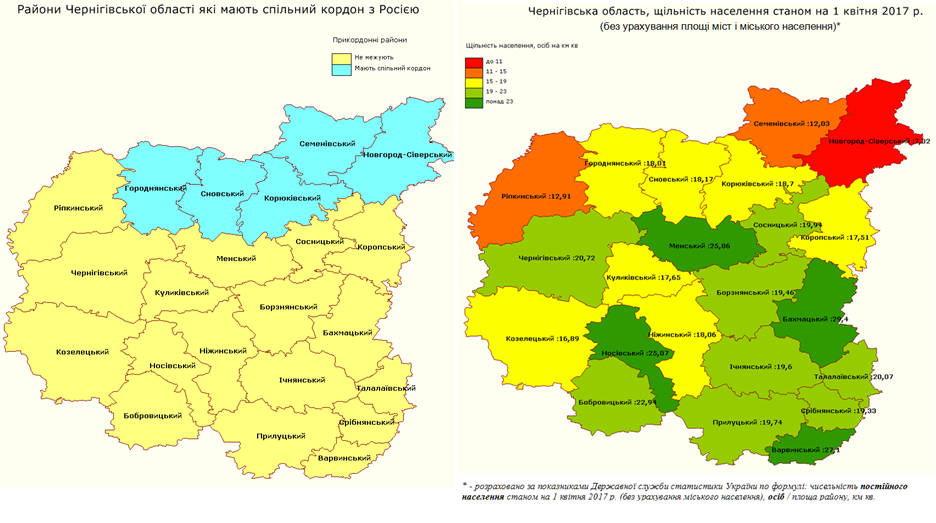 Райони Чернігівської області які мають спільний кордон з Росією
Прикордонні райони
Не межують
Мають спільний кордон
Семенівський
Новгород-Сіверський
Городнянський
Сновський
Корюківський
Ріпкинський
Сосницький
Коропський
Менський
Чернігівський
Куликівський
Борзнянський
Бахмацький
Козелецький
Ніжинський
Носівський
Ічнянський
Талалаївський
Бобровицький
Срібнянський
Прилуцький
Варвинський
Чернігівська область, щільність населення станом на 1 квітня 2017 р.
(без урахування площі міст і міського населення)*
Щільність населення, осіб на км кв
до 11
11 - 15
15 - 19
19 - 23
понад 23
Семенівський :12,03
Новгород-Сіверський :7,02
Городнянський :18,01
Сновський :18,17
Корюківський :18,7
Ріпкинський :12,91
Сосницький :19,94
Коропський :17,51
Менський :25,86
Чернігівський :20,72
Куликівський :17,65
Борзнянський :19,46
Бахмацький :29,4
Козелецький :16,89
Ніжинський :18,06
Носівський :25,07
Ічнянський :19,6
Талалаївський :20,07
Бобровицький :22,94
Срібнянський :19,33
Прилуцький :19,74
Варвинський :27,1
* - розраховано за показниками Державної служби статистики України по формулі: чисельність постійного
населення станом на 1 квітня 2017 р. (без урахування міського населення), осіб / площа району, км кв.